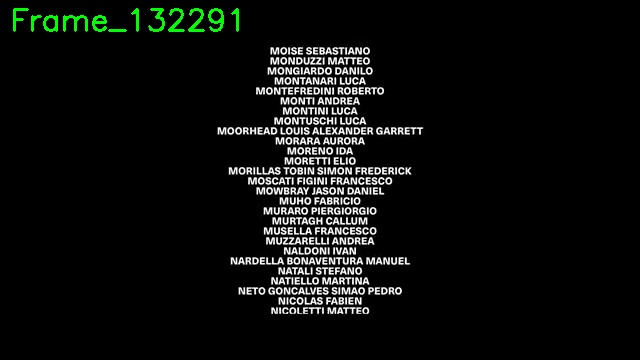 Frame_132291
MOISE SEBASTIANO
MONDUZZI MATTEO
MONGIARDO DANILO
MONTANARI LUCA
MONTEFREDINI ROBERTO
MONTI ANDREA
MONTINI LUCA
MONTUSCHI LUCA
MOORHEAD LOUIS ALEXANDER GARRETT
MORARA AURORA
MORENO IDA
MORETTI ELIO
MORILLAS TOBIN SIMON FREDERICK
MOSCATI FIGINI FRANCESCO
MOWBRAY JASON DANIEL
MUHO FABRICIO
MURARO PIERGIORGIO
MURTAGH CALLUM
MUSELLA FRANCESCO
MUZZARELLI ANDREA
NALDONI IVAN
NARDELLA BONAVENTURA MANUEL
NATALI STEFANO
NATIELLO MARTINA
NETO GONCALVES SIMAO PEDRO
NICOLAS FABIEN
NICOLETTI MATTEO